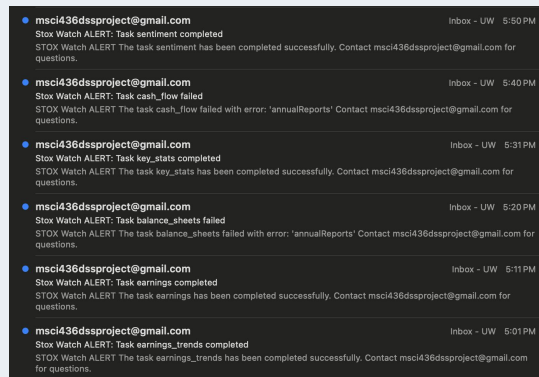 msci436dssproject@gmail.com Inbox - UW 5:50 PM
Stox Watch ALERT: Task sentiment completed
STOX Watch ALERT The task sentiment has been completed successfully. Contact msci436dssproject@gmail.com for
questions.
msci436dssproject@gmail.com Inbox - UW 5:40 PM
Stox Watch ALERT: Task cash_flow failed
STOX Watch ALERT The task cash_flow failed with error: 'annualReports' Contact msci436dssproject@gmail.com for
questions.
msci436dssproject@gmail.com Inbox - UW 5:31 PM
Stox Watch ALERT: Task key_stats completed
STOX Watch ALERT The task key_stats has been completed successfully. Contact msci436dssproject@gmail.com for
questions.
msci436dssproject@gmail.com Inbox - UW 5:20 PM
Stox Watch ALERT: Task balance_sheets failed
STOX Watch ALERT The task balance_sheets failed with error: 'annualReports' Contact msci436dssproject@gmail.com for
questions.
msci436dssproject@gmail.com Inbox - UW 5:11 PM
Stox Watch ALERT: Task earnings completed
STOX Watch ALERT The task earnings has been completed successfully. Contact msci436dssproject@gmail.com for
questions.
msci436dssproject@gmail.com Inbox - UW 5:01 PM
Stox Watch ALERT: Task earnings_trends completed
STOX Watch ALERT The task earnings_trends has been completed successfully. Contact msci436dssproject@gmail.com
for questions.